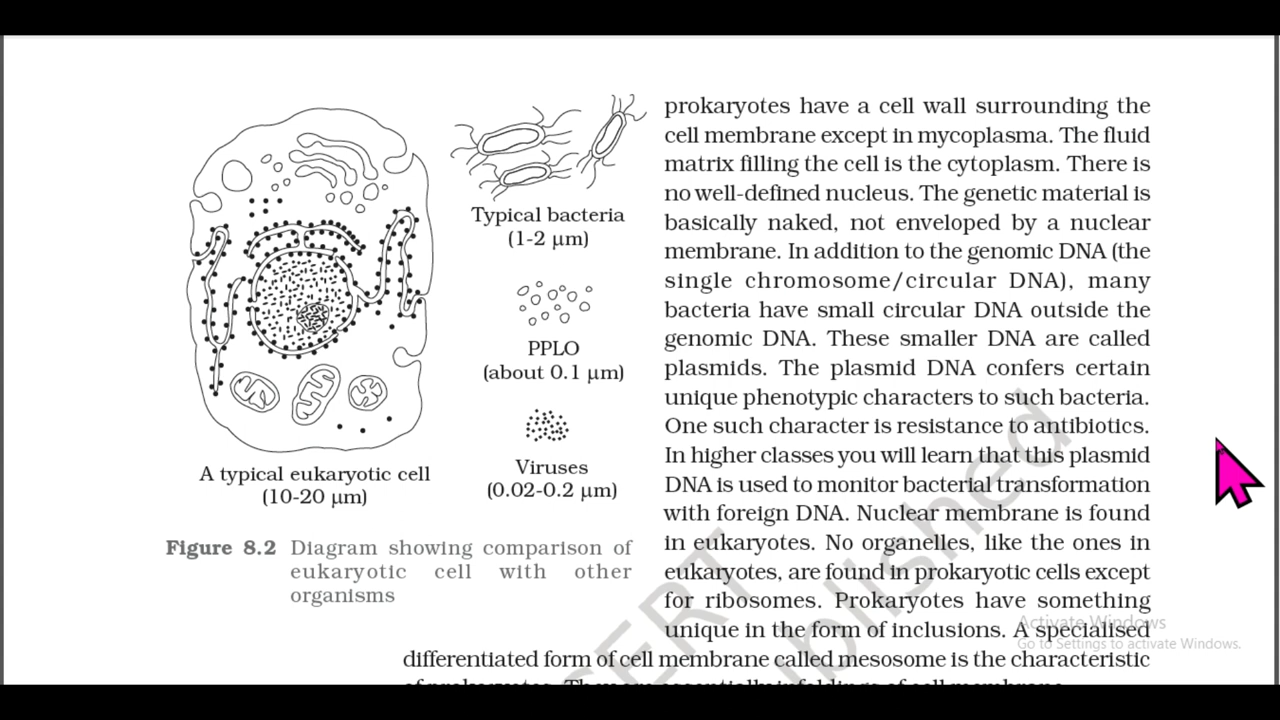 Typical bacteria
(1-2 μm)
PPLO
(about 0.1 μm)
Viruses
(0.02-0.2 μm)
A typical eukaryotic cell
(10-20 μm)
Figure 8.2 Diagram showing comparison of
eukaryotic cell with other
organisms
prokaryotes have a cell wall surrounding the
cell membrane except in mycoplasma. The fluid
matrix filling the cell is the cytoplasm. There is
no well-defined nucleus. The genetic material is
basically naked, not enveloped by a nuclear
membrane. In addition to the genomic DNA (the
single chromosome/circular DNA), many
bacteria have small circular DNA outside the
genomic DNA. These smaller DNA are called
plasmids. The plasmid DNA confers certain
unique phenotypic characters to such bacteria.
One such character is resistance to antibiotics.
In higher classes you will learn that this plasmid
DNA is used to monitor bacterial transformation
with foreign DNA. Nuclear membrane is found
in eukaryotes. No organelles, like the ones in
eukaryotes, are found in prokaryotic cells except
for ribosomes. Prokaryotes have something
unique in the form of inclusions. A specialised
differentiated form of cell membrane called mesosome is the characteristic
of prokaryotes. They are essentially infoldings of cell membrane.
Activate Windows
Go to Settings to activate Windows.